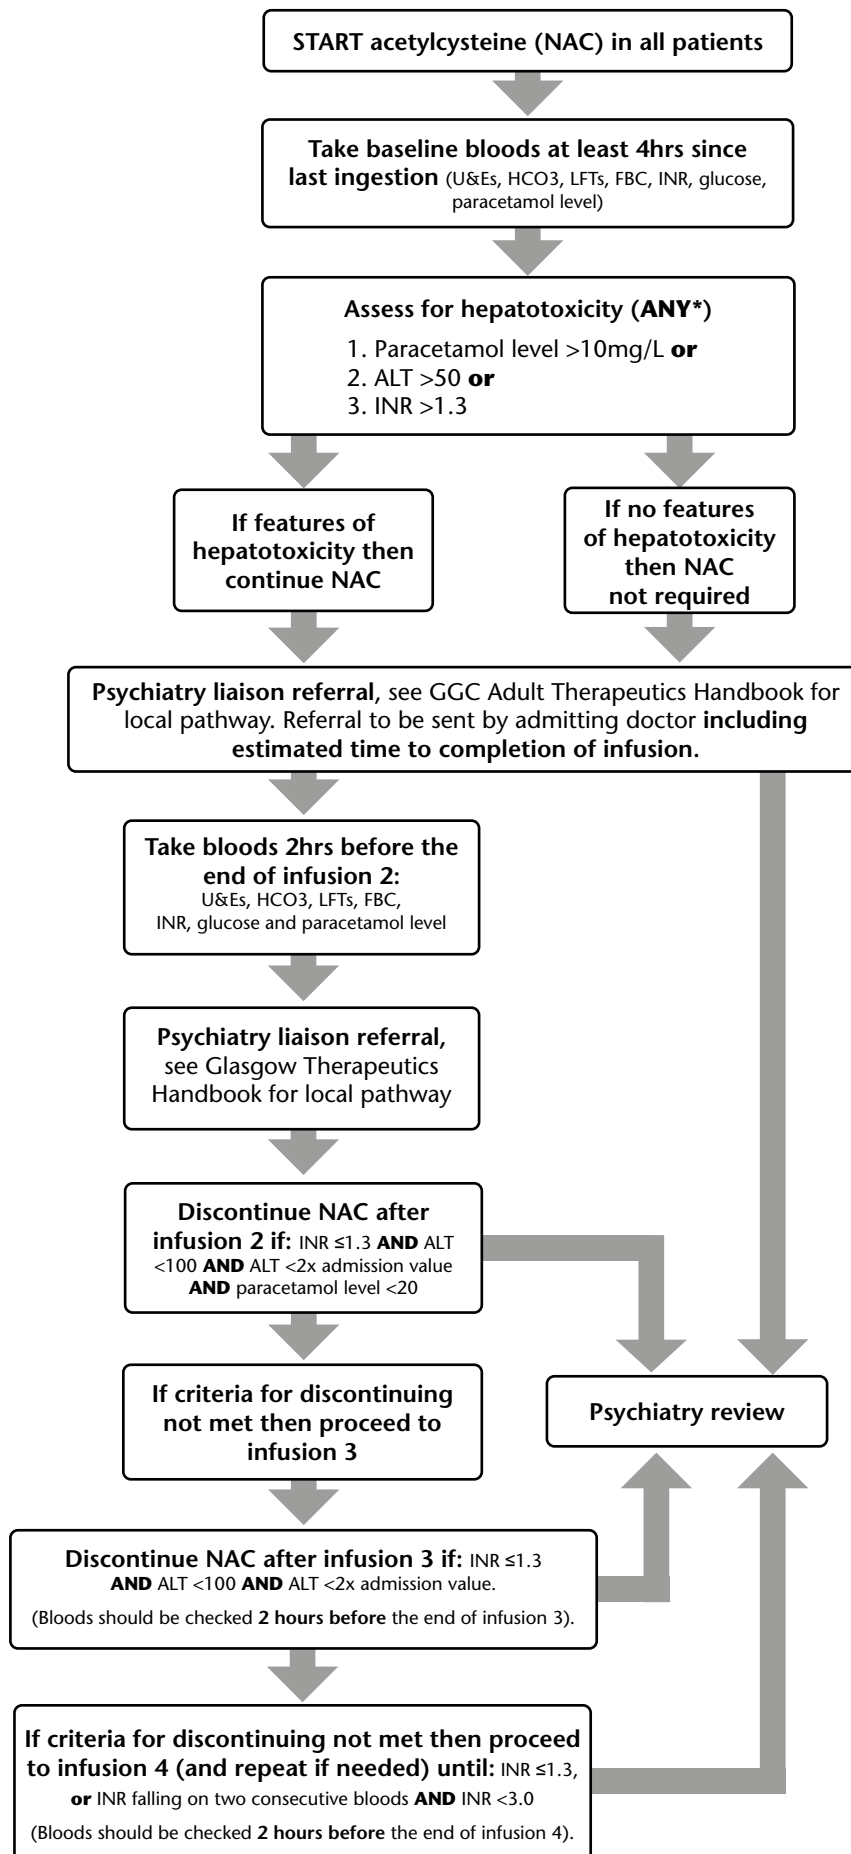 START acetylcysteine (NAC) in all patients
Take baseline bloods at least 4hrs since
last ingestion (U&Es, HCO3, LFTs, FBC, INR, glucose,
paracetamol level)
Assess for hepatotoxicity (ANY*)
1. Paracetamol level >10mg/L or
2. ALT >50 or
3. INR >1.3
If features of
hepatotoxicity then
continue NAC
If no features
of hepatotoxicity
then NAC
not required
Psychiatry liaison referral, see GGC Adult Therapeutics Handbook for
local pathway. Referral to be sent by admitting doctor including
estimated time to completion of infusion.
Take bloods 2hrs before the
end of infusion 2:
U&Es, HCO3, LFTs, FBC,
INR, glucose and paracetamol level
Psychiatry liaison referral,
see Glasgow Therapeutics
Handbook for local pathway
Discontinue NAC after
infusion 2 if: INR ≤1.3 AND ALT
<100 AND ALT <2x admission value
AND paracetamol level <20
If criteria for discontinuing
not met then proceed to
infusion 3
Psychiatry review
Discontinue NAC after infusion 3 if: INR ≤1.3
AND ALT <100 AND ALT <2x admission value.
(Bloods should be checked 2 hours before the end of infusion 3).
If criteria for discontinuing not met then proceed
to infusion 4 (and repeat if needed) until: INR ≤1.3,
or INR falling on two consecutive bloods AND INR <3.0
(Bloods should be checked 2 hours before the end of infusion 4).